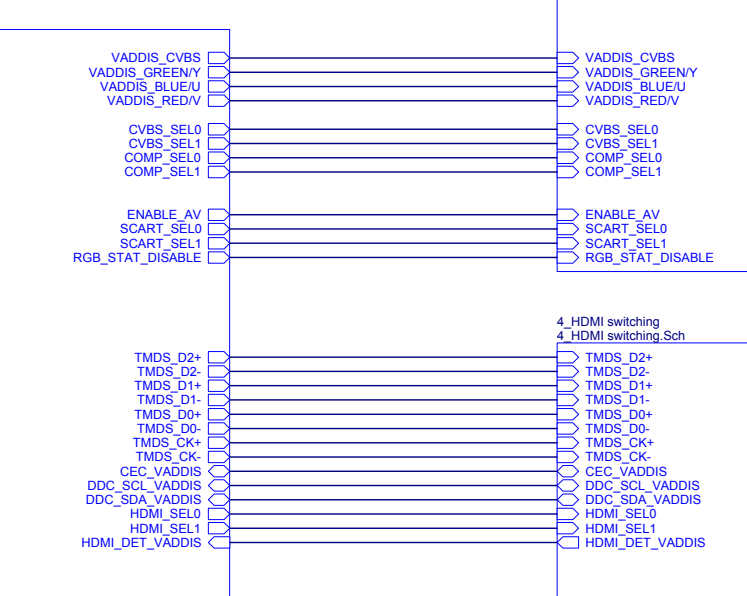 VADDIS_CVBS VADDIS_CVBS
VADDIS_GREEN/Y VADDIS_GREEN/Y
VADDIS_BLUE/U VADDIS_BLUE/U
VADDIS_RED/V VADDIS_RED/V
CVBS_SEL0 CVBS_SEL0
CVBS_SEL1 CVBS_SEL1
COMP_SEL0 COMP_SEL0
COMP_SEL1 COMP_SEL1
ENABLE_AV ENABLE_AV
SCART_SEL0 SCART_SEL0
SCART_SEL1 SCART_SEL1
RGB_STAT_DISABLE RGB_STAT_DISABLE
4_HDMI switching
4_HDMI switching.Sch
TMDS_D2+ TMDS_D2+
TMDS_D2- TMDS_D2-
TMDS_D1+ TMDS_D1+
TMDS_D1- TMDS_D1-
TMDS_D0+ TMDS_D0+
TMDS_D0- TMDS_D0-
TMDS_CK+ TMDS_CK+
TMDS_CK- TMDS_CK-
CEC_VADDIS CEC_VADDIS
DDC_SCL_VADDIS DDC_SCL_VADDIS
DDC_SDA_VADDIS DDC_SDA_VADDIS
HDMI_SEL0 HDMI_SEL0
HDMI_SEL1 HDMI_SEL1
HDMI_DET_VADDIS HDMI_DET_VADDIS